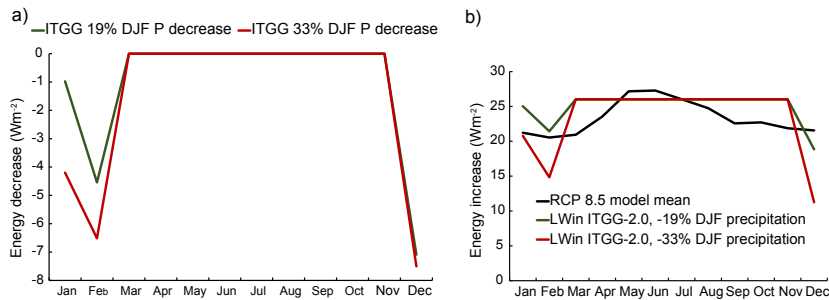 a)
ITGG 19% DJF P decrease ITGG 33% DJF P decrease
Energy decrease (Wm⁻²)
0
-1
-2
-3
-4
-5
-6
-7
-8
Jan Feb Mar Apr May Jun Jul Aug Sep Oct Nov Dec
b)
Energy increase (Wm⁻²)
30
25
20
15
10
5
0
RCP 8.5 model mean
LWin ITGG-2.0, -19% DJF precipitation
LWin ITGG-2.0, -33% DJF precipitation
Jan Feb Mar Apr May Jun Jul Aug Sep Oct Nov Dec